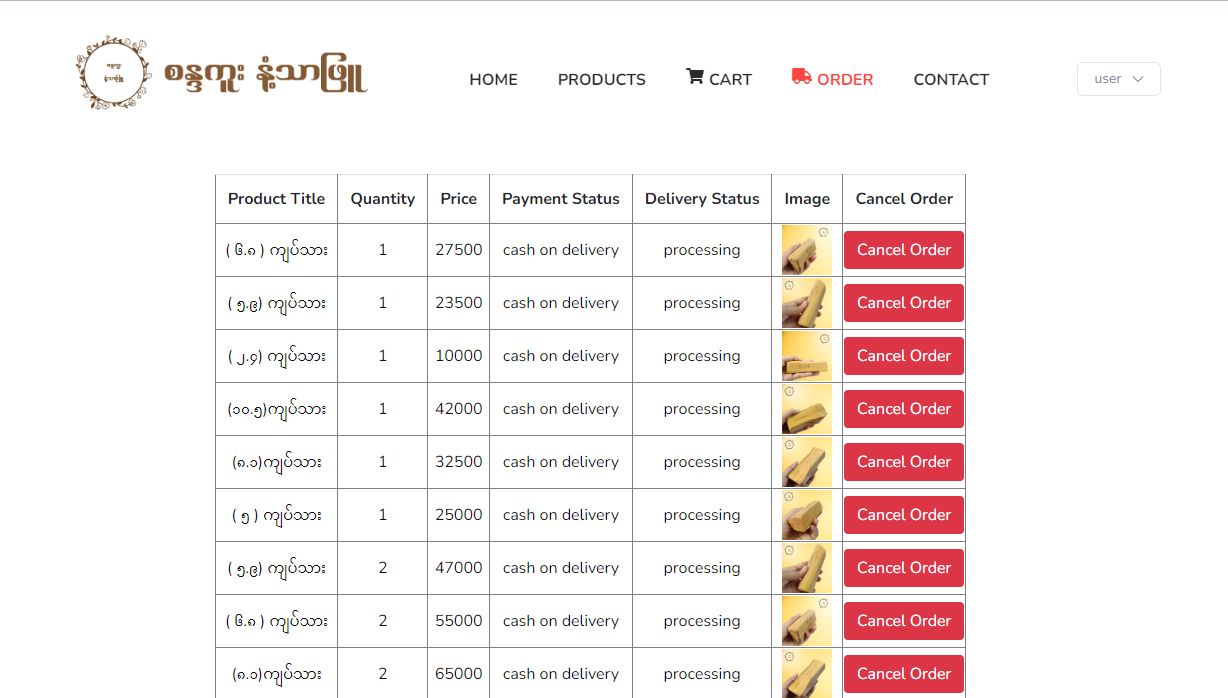 စန္ဒကူး နံ့သာဖြူ
HOME PRODUCTS CART ORDER CONTACT user
Product Title Quantity Price Payment Status Delivery Status Image Cancel Order
( ၆.၈ ) ကျပ်သား 1 27500 cash on delivery processing Cancel Order
( ၅.၉) ကျပ်သား 1 23500 cash on delivery processing Cancel Order
( ၂.၄) ကျပ်သား 1 10000 cash on delivery processing Cancel Order
(၁၀.၅)ကျပ်သား 1 42000 cash on delivery processing Cancel Order
(၈.၁)ကျပ်သား 1 32500 cash on delivery processing Cancel Order
( ၅ ) ကျပ်သား 1 25000 cash on delivery processing Cancel Order
( ၅.၉) ကျပ်သား 2 47000 cash on delivery processing Cancel Order
( ၆.၈ ) ကျပ်သား 2 55000 cash on delivery processing Cancel Order
(၈.၁)ကျပ်သား 2 65000 cash on delivery processing Cancel Order